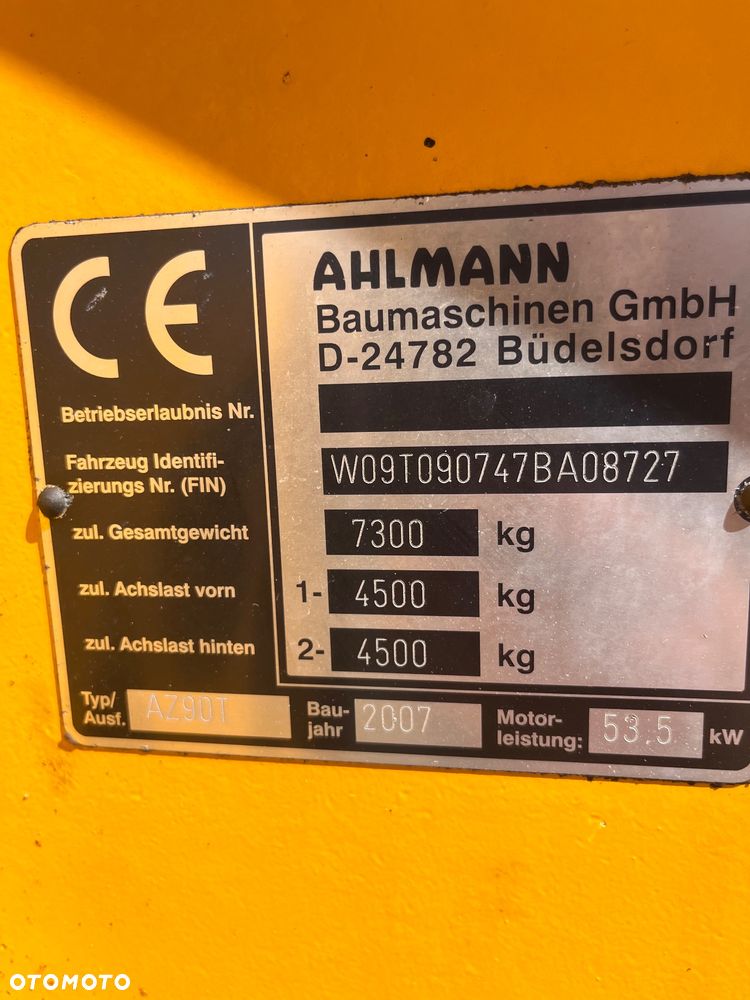 CE
AHLMANN
Baumaschinen GmbH
D-24782 Büdelsdorf
Betriebserlaubnis Nr.
Fahrzeug Identifi-
zierungs Nr. (FIN) W09T090747BA08727
zul. Gesamtgewicht 7300 kg
zul. Achslast vorn 1- 4500 kg
zul. Achslast hinten 2- 4500 kg
Typ/
Ausf. AZ90T
Bau-
jahr 2007
Motor-
leistung: 53.5 kW
OTOMOTO